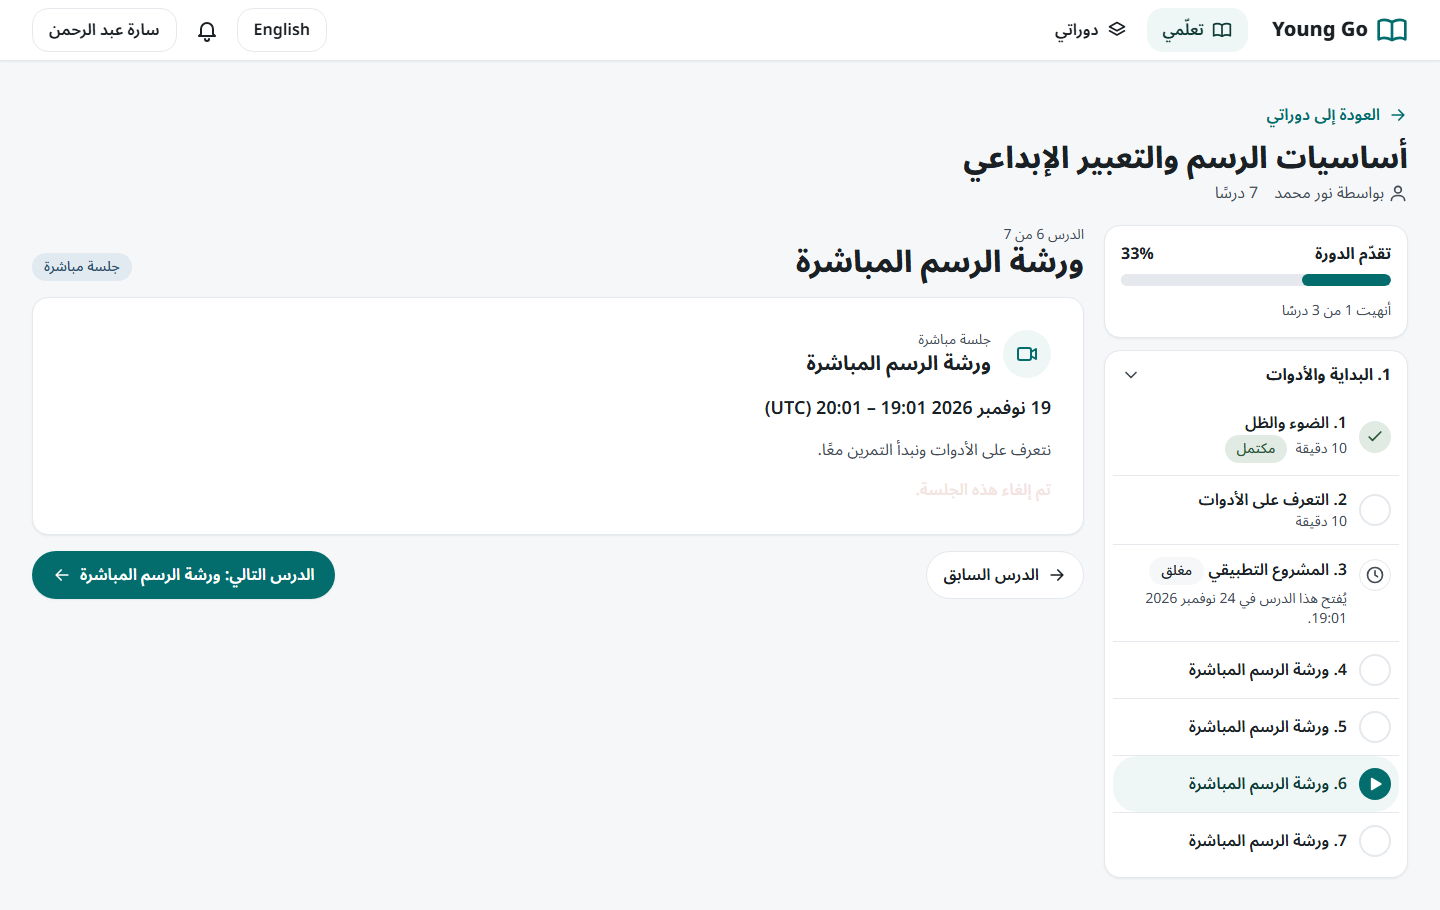 Young Go
تعلّمي
دوراتي
English
سارة عبد الرحمن
العودة إلى دوراتي
أساسيات الرسم والتعبير الإبداعي
بواسطة نور محمد 7 درسًا
تقدّم الدورة 33%
أنهيت 1 من 3 درسًا
1. البداية والأدوات
1. الضوء والظل
10 دقيقة مكتمل
2. التعرف على الأدوات
10 دقيقة
3. المشروع التطبيقي مغلق
يُفتح هذا الدرس في 24 نوفمبر 2026
19:01.
4. ورشة الرسم المباشرة
5. ورشة الرسم المباشرة
6. ورشة الرسم المباشرة
7. ورشة الرسم المباشرة
الدرس 6 من 7
ورشة الرسم المباشرة
جلسة مباشرة
جلسة مباشرة
ورشة الرسم المباشرة
19 نوفمبر 2026 19:01 – 20:01 (UTC)
نتعرف على الأدوات ونبدأ التمرين معًا.
تم إلغاء هذه الجلسة.
الدرس السابق
الدرس التالي: ورشة الرسم المباشرة